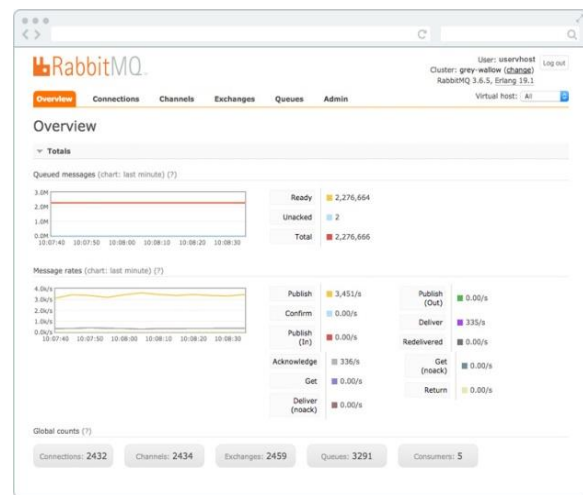 RabbitMQ
User: uservhost
Log out
Cluster: grey-wallow (change)
RabbitMQ 3.6.5, Erlang 19.1
Overview Connections Channels Exchanges Queues Admin
Virtual host: All
Overview
Totals
Queued messages (chart: last minute) (?)
3.0M
2.0M
1.0M
0.0M
10:07:40 10:07:50 10:08:00 10:08:10 10:08:20 10:08:30
Ready 2,276,664
Unacked 2
Total 2,276,666
Message rates (chart: last minute) (?)
4.0k/s
3.0k/s
2.0k/s
1.0k/s
0.0k/s
10:07:40 10:07:50 10:08:00 10:08:10 10:08:20 10:08:30
Publish 3,451/s
Confirm 0.00/s
Publish (In) 0.00/s
Acknowledge 336/s
Get 0.00/s
Deliver (noack) 0.00/s
Publish (Out) 0.00/s
Deliver 335/s
Redelivered 0.00/s
Get (noack) 0.00/s
Return 0.00/s
Global counts (?)
Connections: 2432 Channels: 2434 Exchanges: 2459 Queues: 3291 Consumers: 5